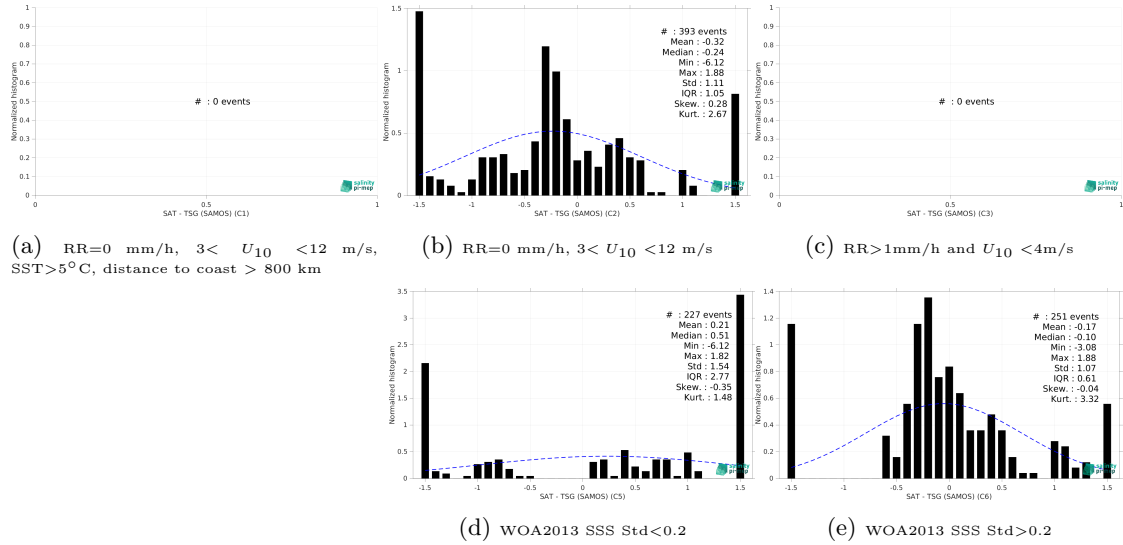 1
0.9
0.8
0.7
0.6
0.5
0.4
0.3
0.2
0.1
0
Normalized histogram
# : 0 events
salinity
pi-mep
0 0.5 1
SAT - TSG (SAMOS) (C1)
(a) RR=0 mm/h, 3< U10 <12 m/s,
SST>5°C, distance to coast > 800 km
1.5
1
0.5
0
Normalized histogram
# : 393 events
Mean : -0.32
Median : -0.24
Min : -6.12
Max : 1.88
Std : 1.11
IQR : 1.05
Skew. : 0.28
Kurt. : 2.67
salinity
pi-mep
-1.5 -1 -0.5 0 0.5 1 1.5
SAT - TSG (SAMOS) (C2)
(b) RR=0 mm/h, 3< U10 <12 m/s
1
0.9
0.8
0.7
0.6
0.5
0.4
0.3
0.2
0.1
0
Normalized histogram
# : 0 events
salinity
pi-mep
0 0.5 1
SAT - TSG (SAMOS) (C3)
(c) RR>1mm/h and U10 <4m/s
3.5
3
2.5
2
1.5
1
0.5
0
Normalized histogram
# : 227 events
Mean : 0.21
Median : 0.51
Min : -6.12
Max : 1.82
Std : 1.54
IQR : 2.77
Skew. : -0.35
Kurt. : 1.48
salinity
pi-mep
-1.5 -1 -0.5 0 0.5 1 1.5
SAT - TSG (SAMOS) (C5)
(d) WOA2013 SSS Std<0.2
1.4
1.2
1
0.8
0.6
0.4
0.2
0
Normalized histogram
# : 251 events
Mean : -0.17
Median : -0.10
Min : -3.08
Max : 1.88
Std : 1.07
IQR : 0.61
Skew. : -0.04
Kurt. : 3.32
salinity
pi-mep
-1.5 -1 -0.5 0 0.5 1 1.5
SAT - TSG (SAMOS) (C6)
(e) WOA2013 SSS Std>0.2